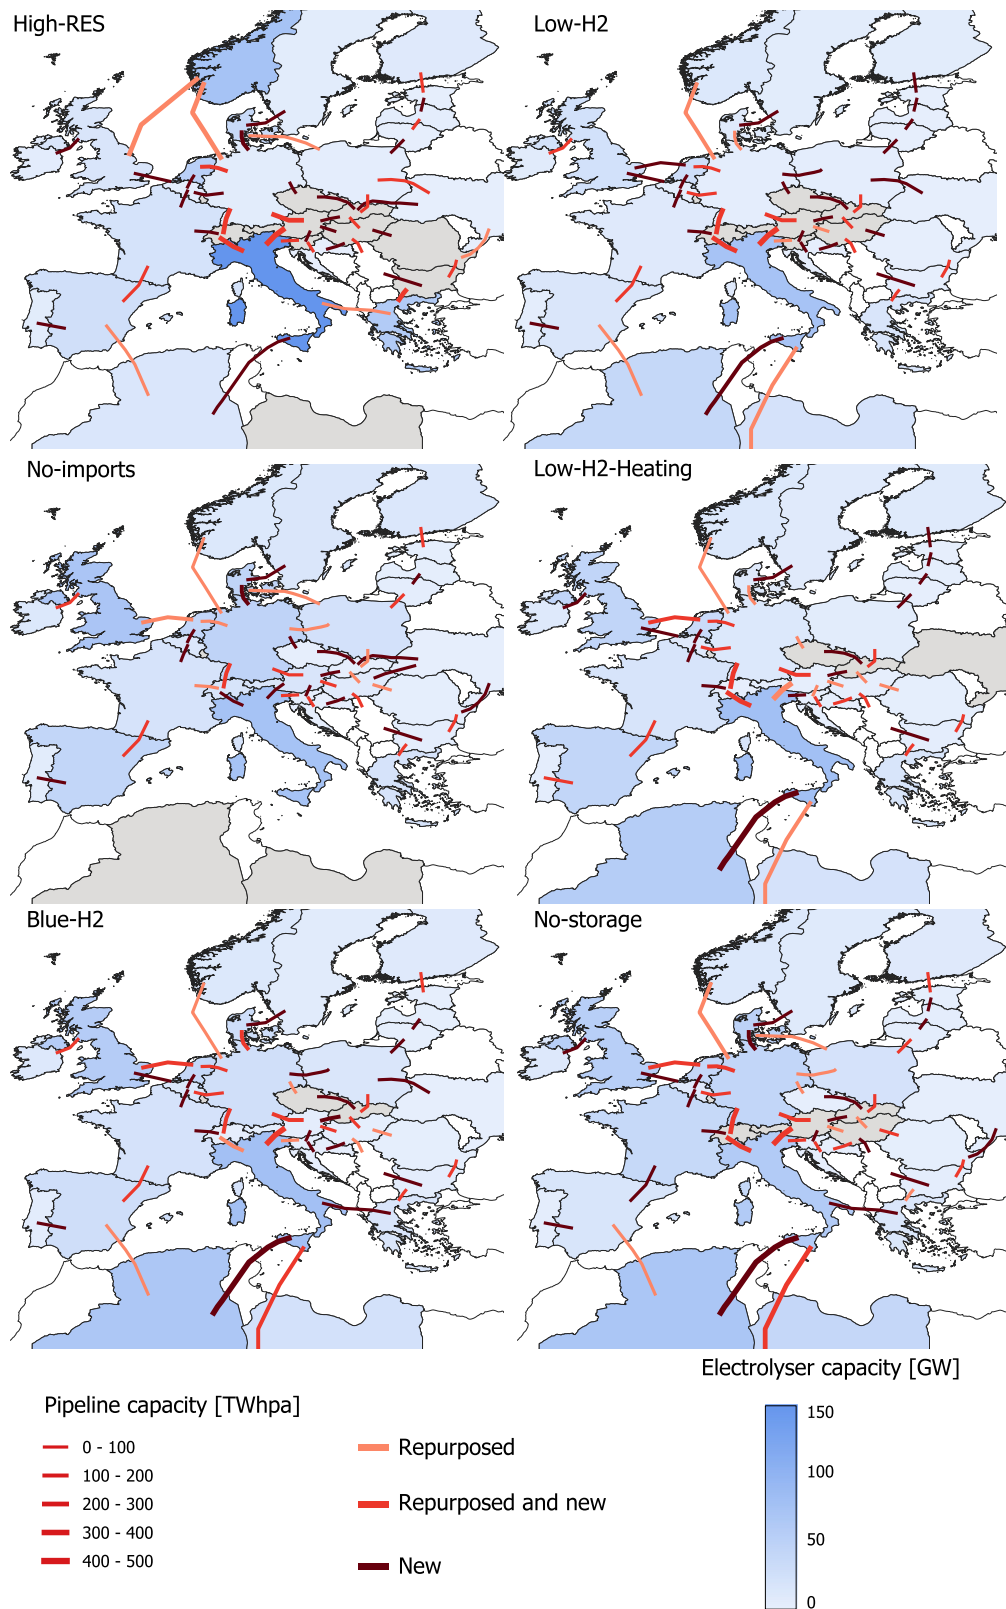 High-RES
Low-H2
No-imports
Low-H2-Heating
Blue-H2
No-storage
Electrolyser capacity [GW]
Pipeline capacity [TWhpa]
0 - 100
100 - 200
200 - 300
300 - 400
400 - 500
Repurposed
Repurposed and new
New
150
100
50
0